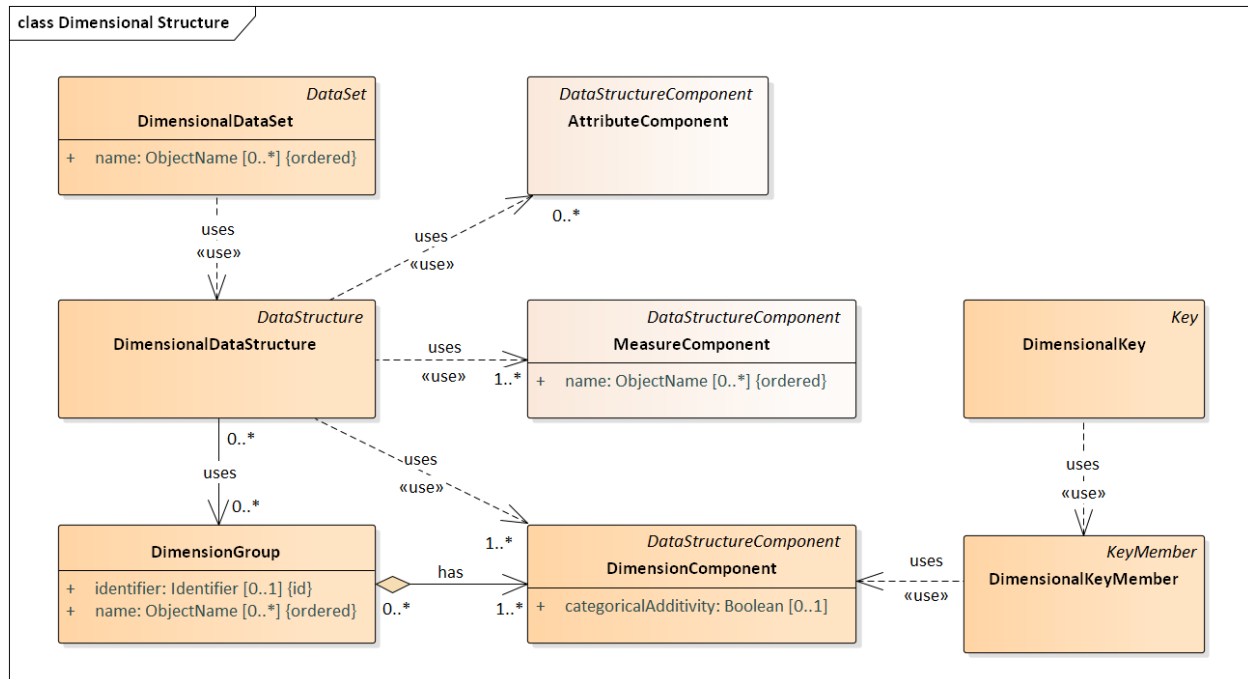 class Dimensional Structure
DataSet
DimensionalDataSet
+ name: ObjectName [0..*] {ordered}
DataStructureComponent
AttributeComponent
0..*
uses
«use»
uses
«use»
DataStructure
DimensionalDataStructure
uses
«use»
1..*
DataStructureComponent
MeasureComponent
+ name: ObjectName [0..*] {ordered}
Key
DimensionalKey
0..*
uses
0..*
uses
«use»
1..*
uses
«use»
DimensionGroup
+ identifier: Identifier [0..1] {id}
+ name: ObjectName [0..*] {ordered}
has
0..*
1..*
DataStructureComponent
DimensionComponent
+ categoricalAdditivity: Boolean [0..1]
uses
«use»
KeyMember
DimensionalKeyMember